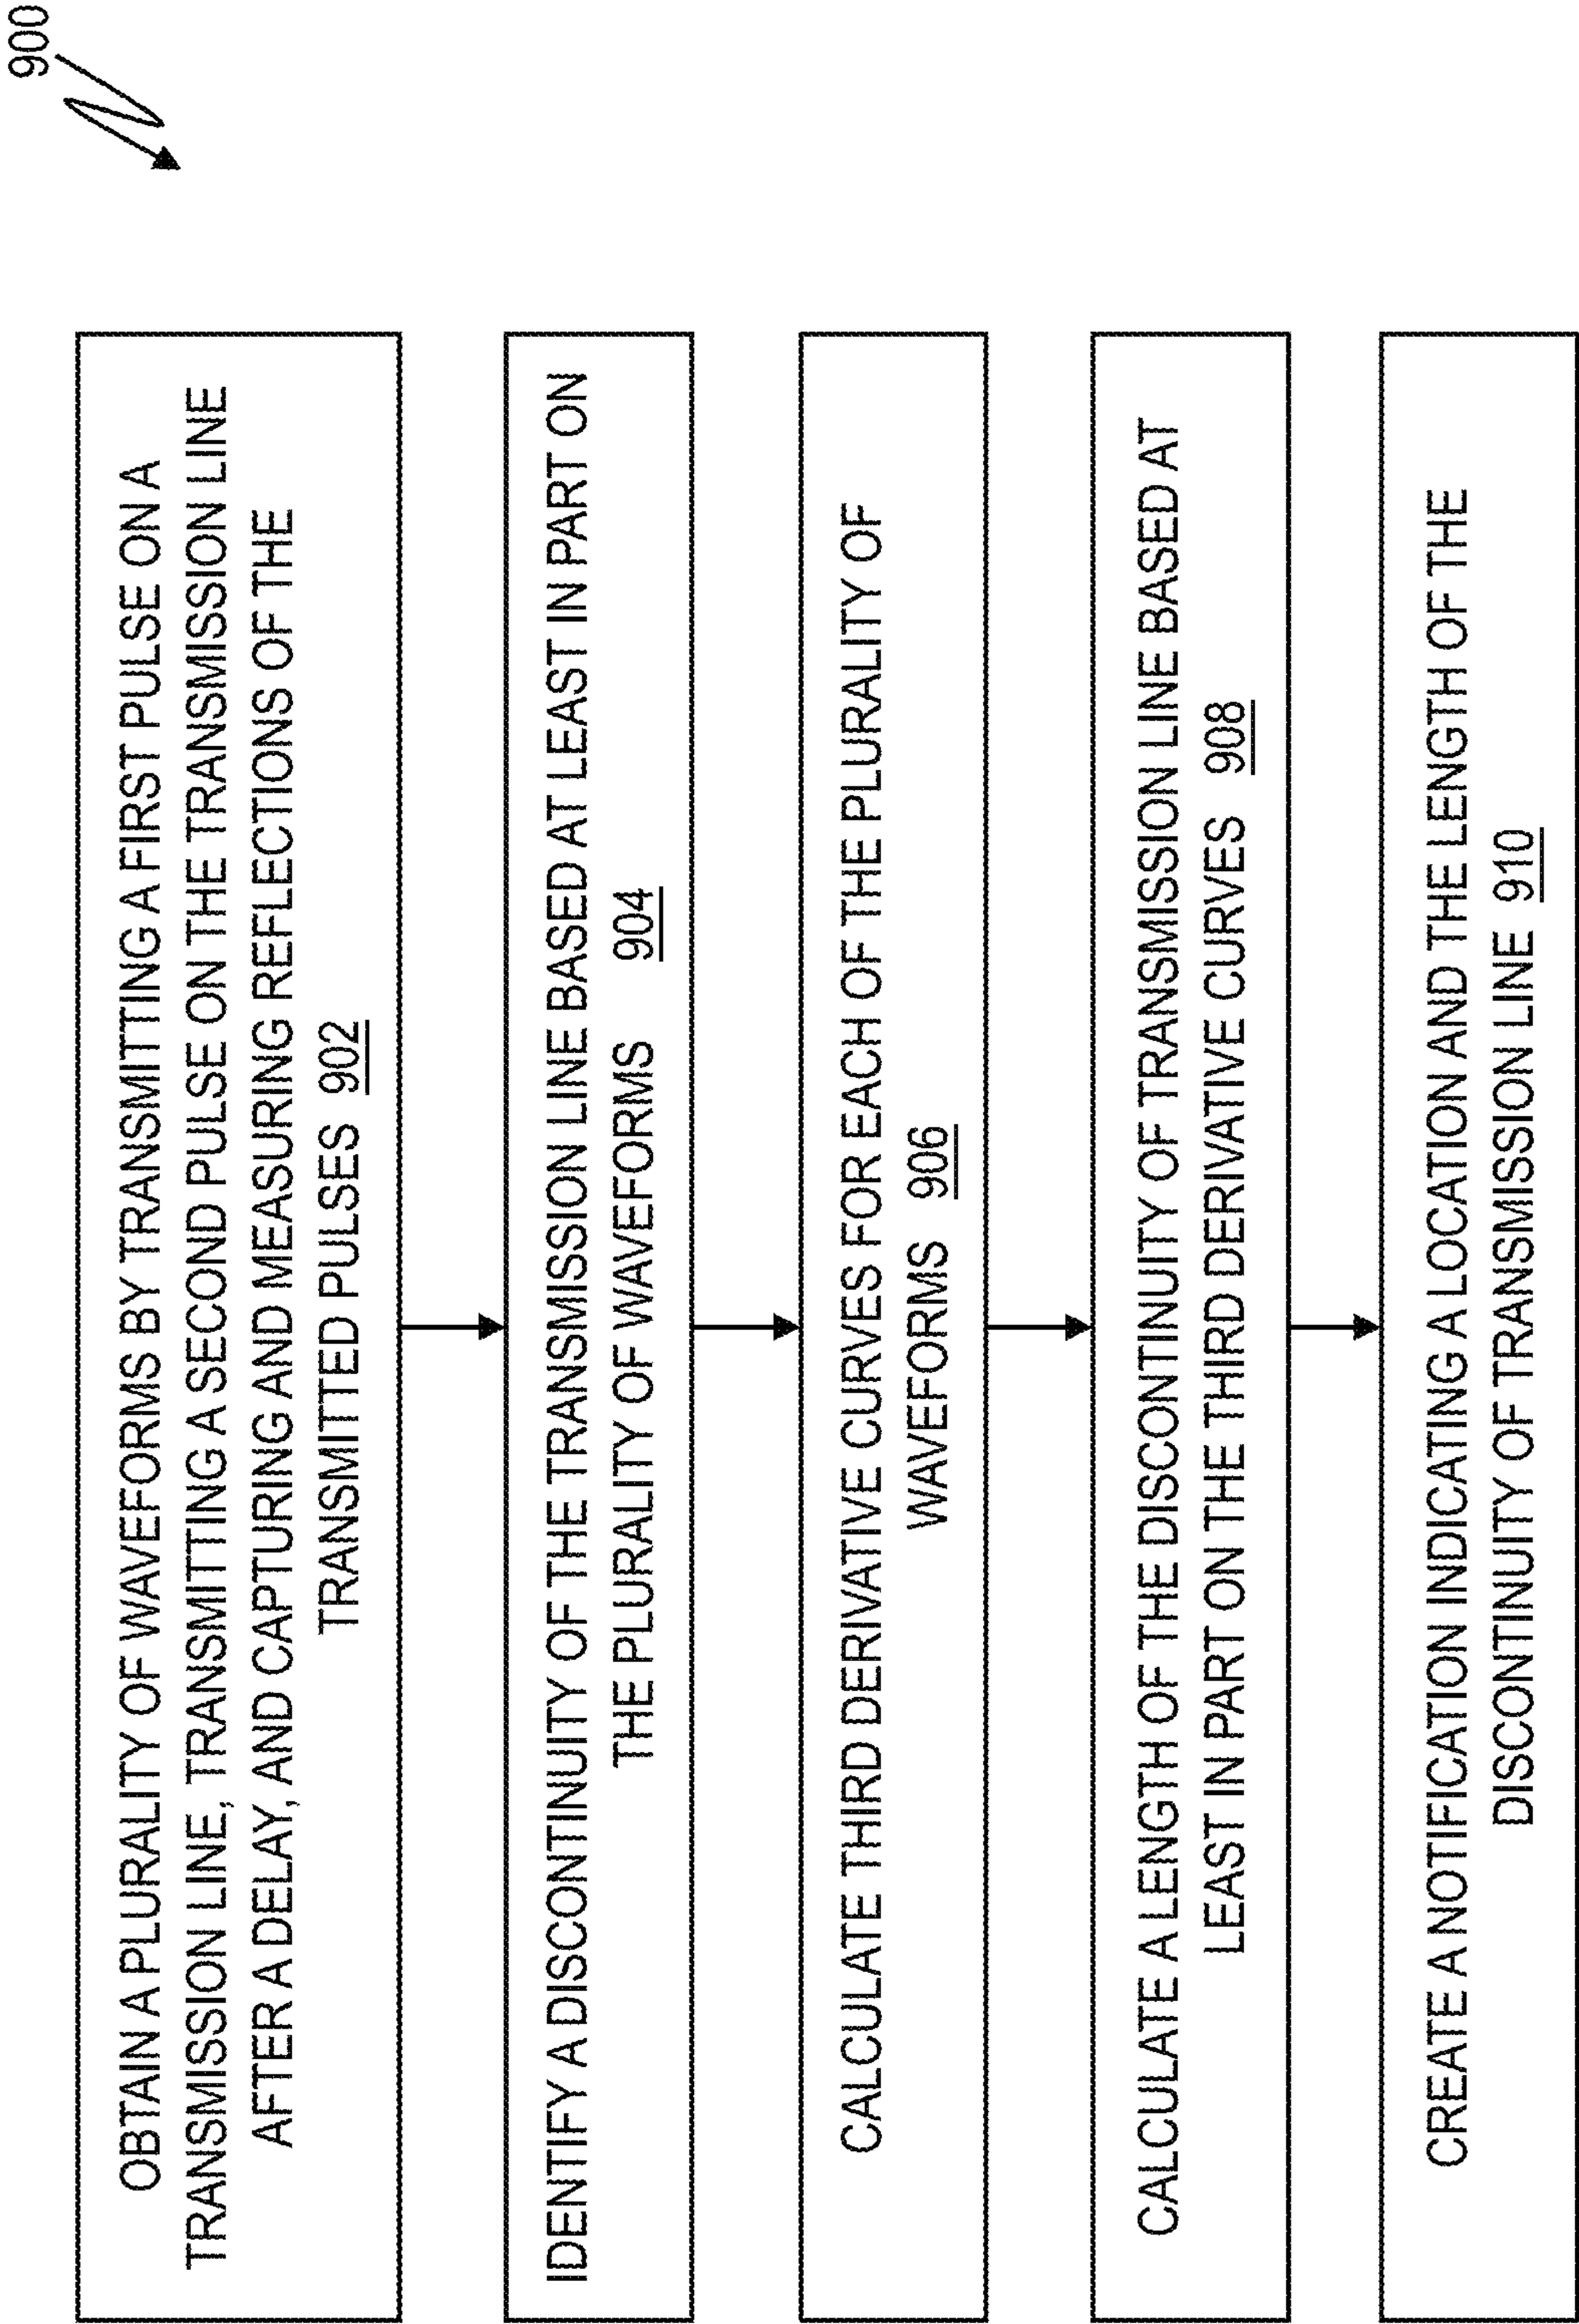 900
OBTAIN A PLURALITY OF WAVEFORMS BY TRANSMITTING A FIRST PULSE ON A
TRANSMISSION LINE, TRANSMITTING A SECOND PULSE ON THE TRANSMISSION LINE
AFTER A DELAY, AND CAPTURING AND MEASURING REFLECTIONS OF THE
TRANSMITTED PULSES 902
IDENTIFY A DISCONTINUITY OF THE TRANSMISSION LINE BASED AT LEAST IN PART ON
THE PLURALITY OF WAVEFORMS 904
CALCULATE THIRD DERIVATIVE CURVES FOR EACH OF THE PLURALITY OF
WAVEFORMS 906
CALCULATE A LENGTH OF THE DISCONTINUITY OF TRANSMISSION LINE BASED AT
LEAST IN PART ON THE THIRD DERIVATIVE CURVES 908
CREATE A NOTIFICATION INDICATING A LOCATION AND THE LENGTH OF THE
DISCONTINUITY OF TRANSMISSION LINE 910